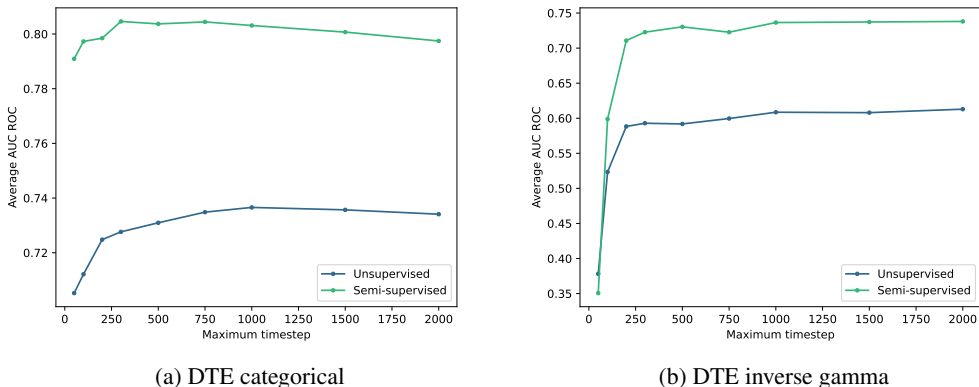 0.80
0.78
0.76
0.74
0.72
Average AUC ROC
0 250 500 750 1000 1250 1500 1750 2000
Maximum timestep
Unsupervised
Semi-supervised
(a) DTE categorical
0.75
0.70
0.65
0.60
0.55
0.50
0.45
0.40
0.35
Average AUC ROC
0 250 500 750 1000 1250 1500 1750 2000
Maximum timestep
Unsupervised
Semi-supervised
(b) DTE inverse gamma